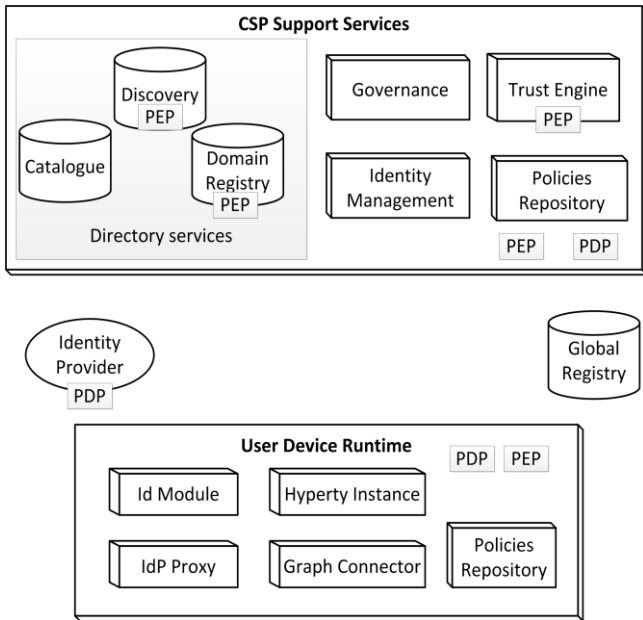 CSP Support Services
Discovery
PEP
Catalogue
Domain
Registry
PEP
Directory services
Governance
Trust Engine
PEP
Identity
Management
Policies
Repository
PEP
PDP
Identity
Provider
PDP
Global
Registry
User Device Runtime
PDP
PEP
Id Module
Hyperty Instance
IdP Proxy
Graph Connector
Policies
Repository